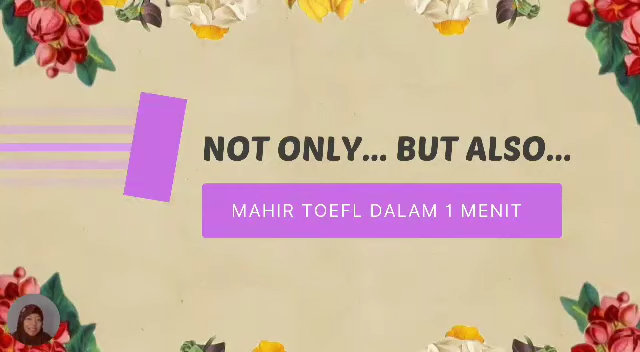 NOT ONLY... BUT ALSO...
MAHIR TOEFL DALAM 1 MENIT